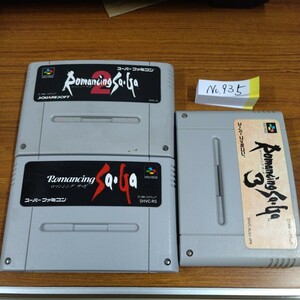 スーパーファミコン
Romancing Sa·Ga
2
SQUARESOFT
No.935
Romancing Sa·Ga
ロマンシング サ・ガ
スーパーファミコン
SHVC-RS
スーパーファミコン
Romancing Sa·Ga
3